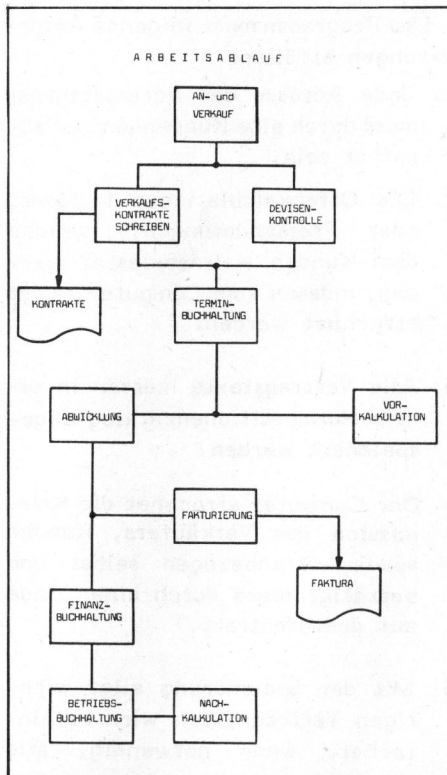 ARBEITSABLAUF
AN- und
VERKAUF
VERKAUFS-
KONTRAKTE
SCHREIBEN
DEVISEN-
KONTROLLE
KONTRAKTE
TERMIN-
BUCHHALTUNG
ABWICKLUNG
VOR-
KALKULATION
FAKTURIERUNG
FAKTURA
FINANZ-
BUCHHALTUNG
BETRIEBS-
BUCHHALTUNG
NACH-
KALKULATION